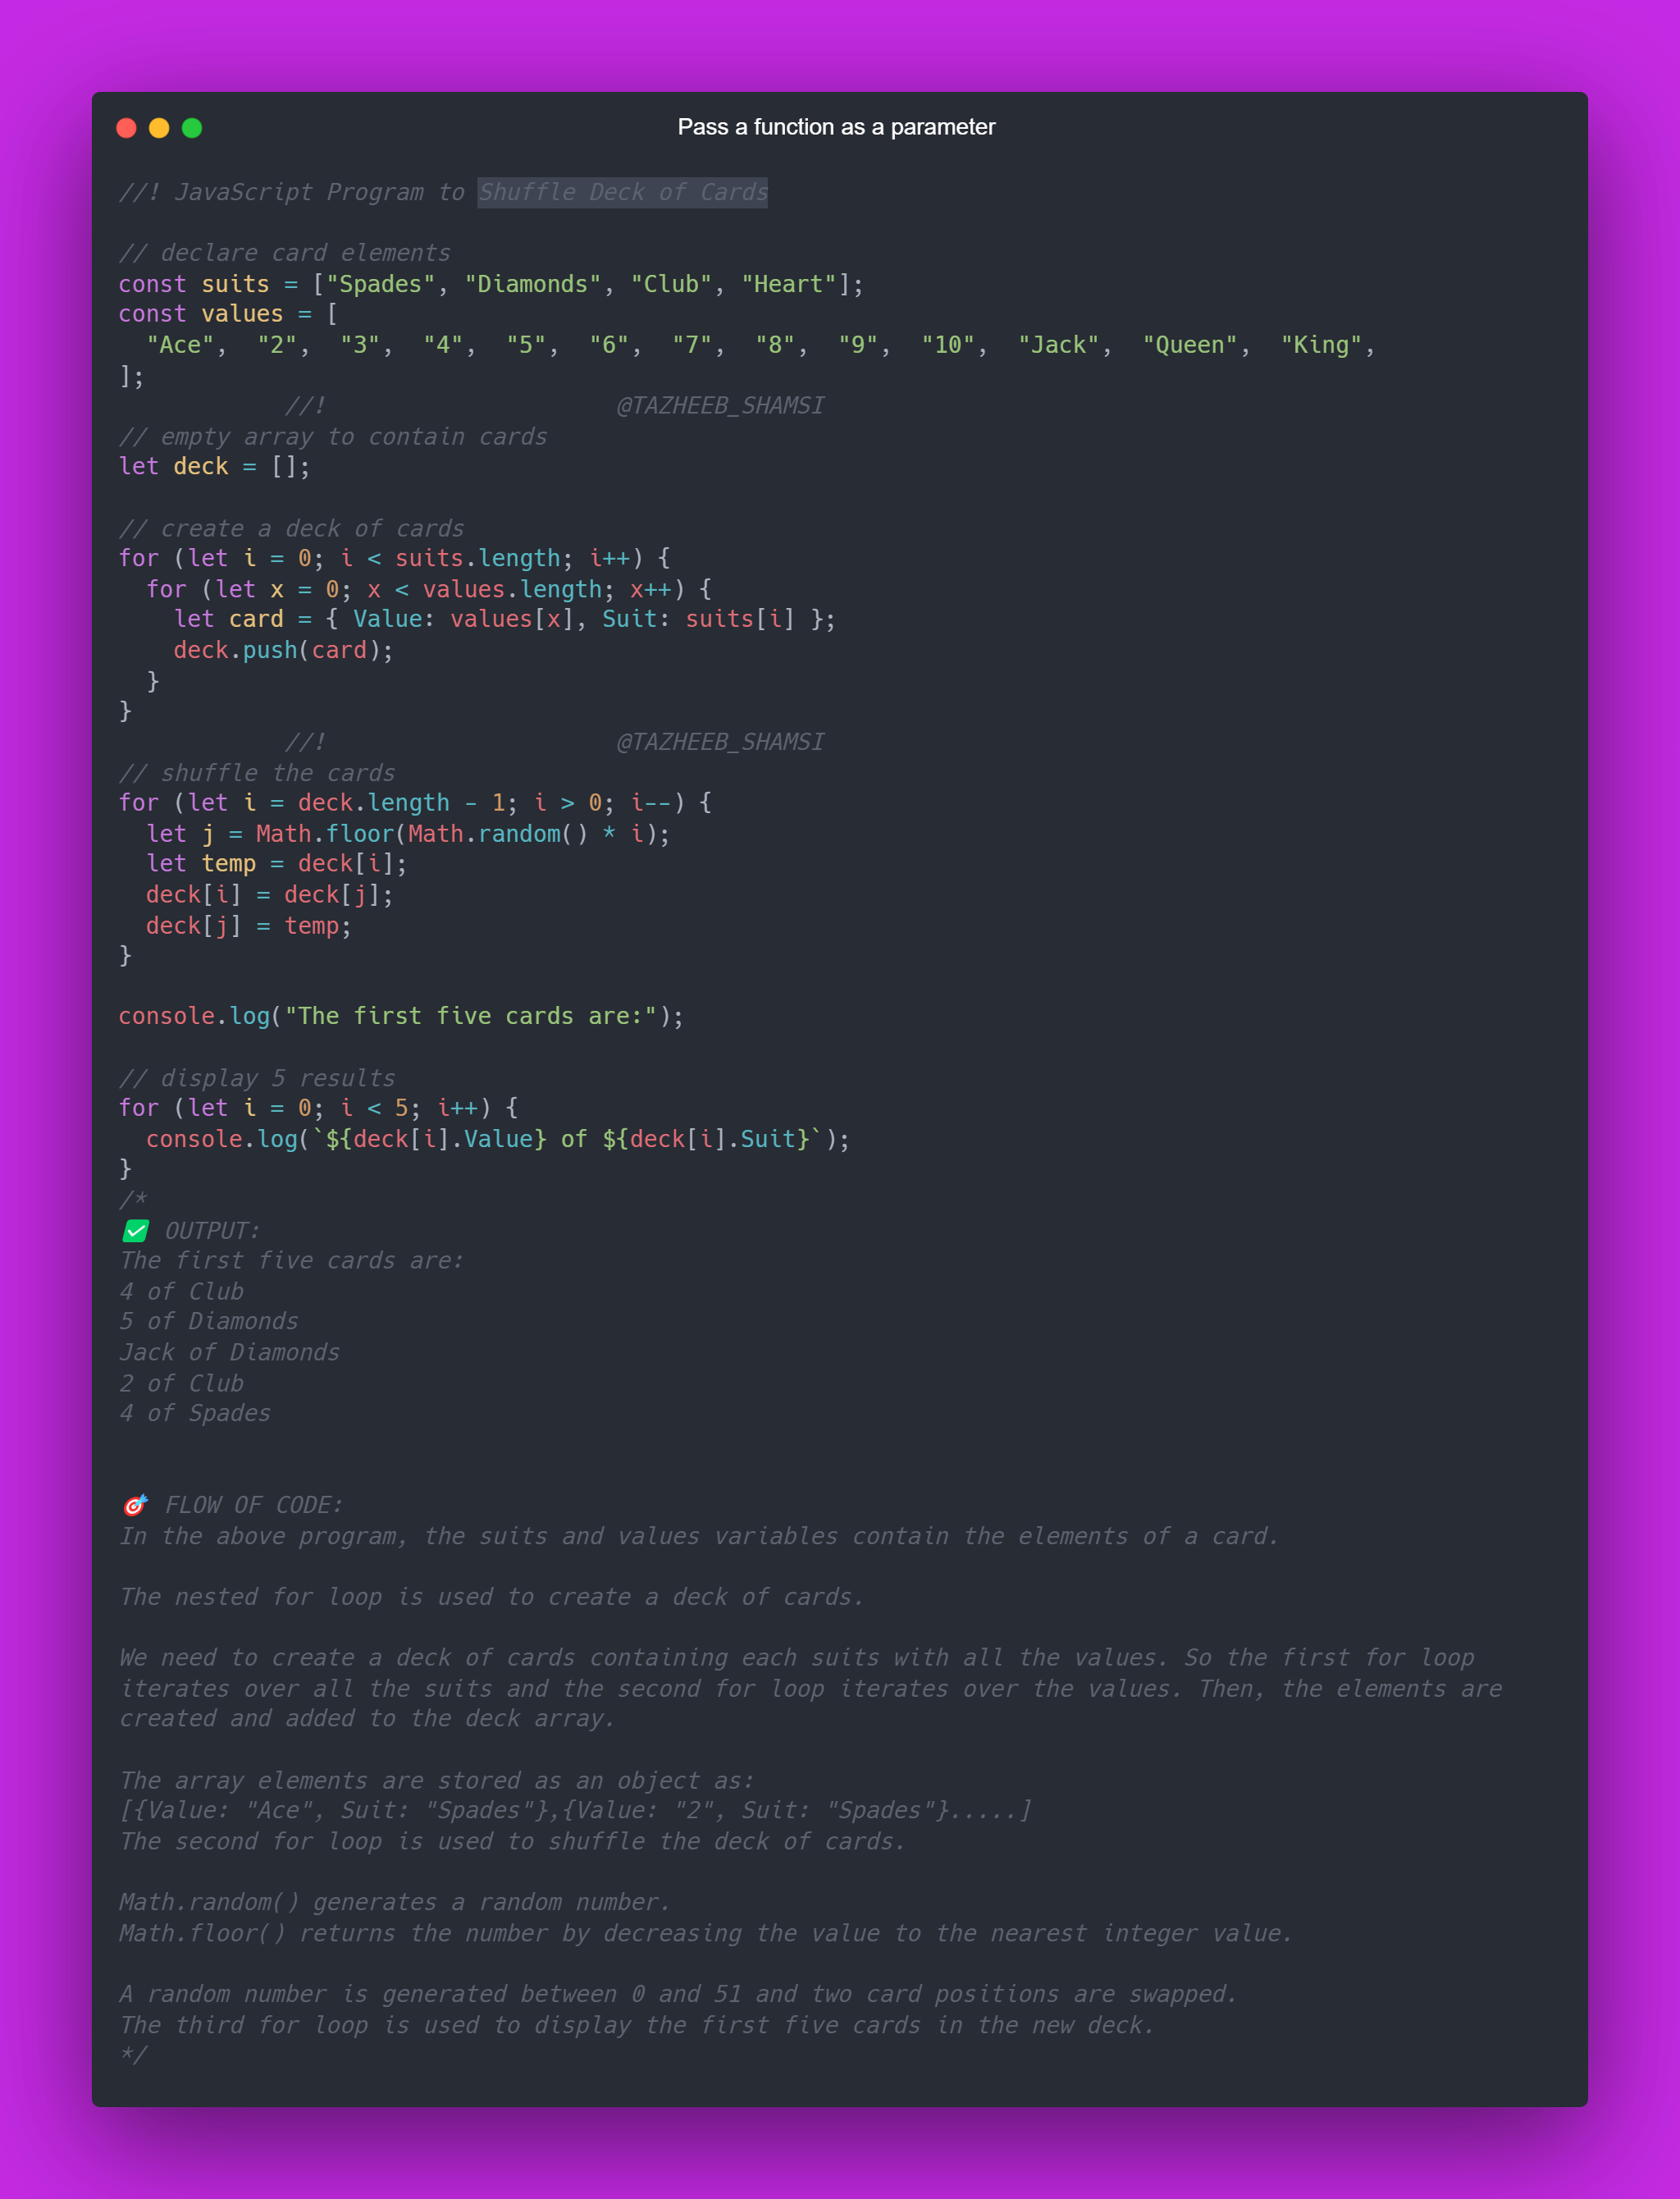 Pass a function as a parameter
//! JavaScript Program to Shuffle Deck of Cards
// declare card elements
const suits = ["Spades", "Diamonds", "Club", "Heart"];
const values = [
  "Ace",  "2",  "3",  "4",  "5",  "6",  "7",  "8",  "9",  "10",  "Jack",  "Queen",  "King",
];
            //!                     @TAZHEEB_SHAMSI
// empty array to contain cards
let deck = [];
// create a deck of cards
for (let i = 0; i < suits.length; i++) {
  for (let x = 0; x < values.length; x++) {
    let card = { Value: values[x], Suit: suits[i] };
    deck.push(card);
  }
}
            //!                     @TAZHEEB_SHAMSI
// shuffle the cards
for (let i = deck.length - 1; i > 0; i--) {
  let j = Math.floor(Math.random() * i);
  let temp = deck[i];
  deck[i] = deck[j];
  deck[j] = temp;
}
console.log("The first five cards are:");
// display 5 results
for (let i = 0; i < 5; i++) {
  console.log(`${deck[i].Value} of ${deck[i].Suit}`);
}
/*
✅ OUTPUT:
The first five cards are:
4 of Club
5 of Diamonds
Jack of Diamonds
2 of Club
4 of Spades
🎯 FLOW OF CODE:
In the above program, the suits and values variables contain the elements of a card.
The nested for loop is used to create a deck of cards.
We need to create a deck of cards containing each suits with all the values. So the first for loop
iterates over all the suits and the second for loop iterates over the values. Then, the elements are
created and added to the deck array.
The array elements are stored as an object as:
[{Value: "Ace", Suit: "Spades"},{Value: "2", Suit: "Spades"}.....]
The second for loop is used to shuffle the deck of cards.
Math.random() generates a random number.
Math.floor() returns the number by decreasing the value to the nearest integer value.
A random number is generated between 0 and 51 and two card positions are swapped.
The third for loop is used to display the first five cards in the new deck.
*/